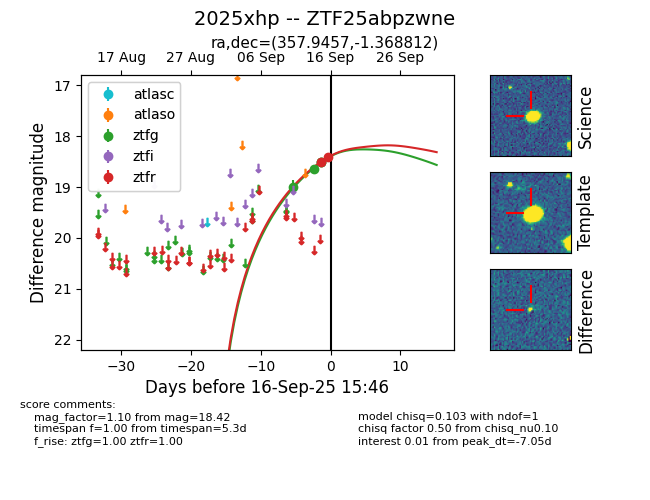 2025xhp -- ZTF25abpzwne
ra,dec=(357.9457,-1.368812)
17 Aug 27 Aug 06 Sep 16 Sep 26 Sep
17
18
19
20
21
22
Difference magnitude
atlasc
atlaso
ztfg
ztfi
ztfr
−30 −20 −10 0 10
Days before 16-Sep-25 15:46
Science
Template
Difference
score comments:
mag_factor=1.10 from mag=18.42
timespan f=1.00 from timespan=5.3d
f_rise: ztfg=1.00 ztfr=1.00
model chisq=0.103 with ndof=1
chisq factor 0.50 from chisq_nu0.10
interest 0.01 from peak_dt=-7.05d